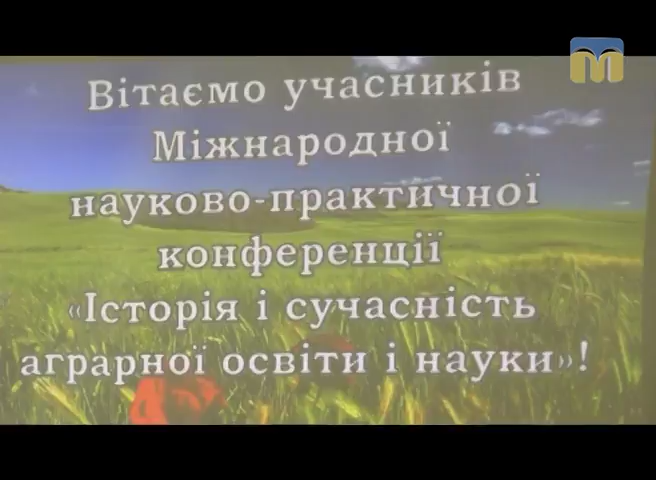 Вітаємо учасників
Міжнародної
науково-практичної
конференції
«Історія і сучасність
аграрної освіти і науки»!